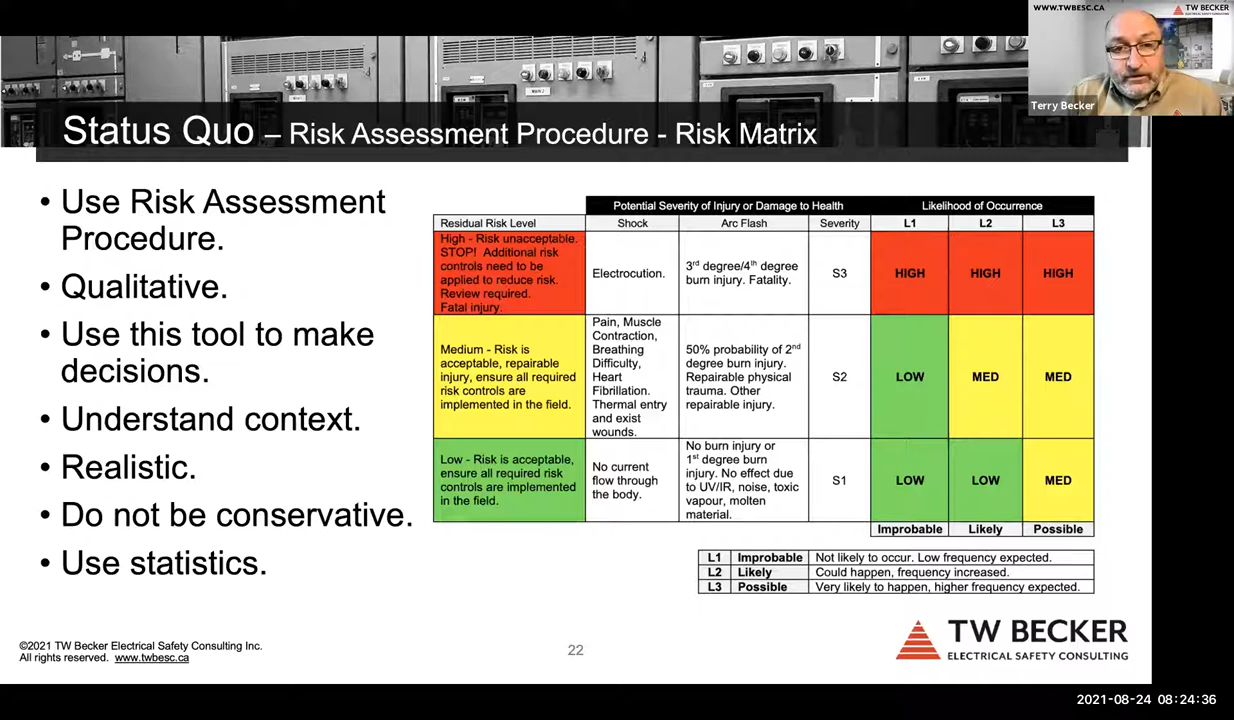 WWW.TWBESC.CA
TW BECKER
ELECTRICAL SAFETY CONSULTING
Terry Becker
Status Quo – Risk Assessment Procedure - Risk Matrix
• Use Risk Assessment
Procedure.
• Qualitative.
• Use this tool to make
decisions.
• Understand context.
• Realistic.
• Do not be conservative.
• Use statistics.
Potential Severity of Injury or Damage to Health
Likelihood of Occurrence
Residual Risk Level
Shock
Arc Flash
Severity
L1
L2
L3
High - Risk unacceptable.
STOP! Additional risk
controls need to be
applied to reduce risk.
Review required.
Fatal injury.
Electrocution.
3rd degree/4th degree
burn injury. Fatality.
S3
HIGH
HIGH
HIGH
Medium - Risk is
acceptable, repairable
injury, ensure all required
risk controls are
implemented in the field.
Pain, Muscle
Contraction,
Breathing
Difficulty,
Heart
Fibrillation.
Thermal entry
and exist
wounds.
50% probability of 2nd
degree burn injury.
Repairable physical
trauma. Other
repairable injury.
S2
LOW
MED
MED
Low - Risk is acceptable,
ensure all required risk
controls are implemented
in the field.
No current
flow through
the body.
No burn injury or
1st degree burn
injury. No effect due
to UV/IR, noise, toxic
vapour, molten
material.
S1
LOW
LOW
MED
Improbable
Likely
Possible
L1 Improbable Not likely to occur. Low frequency expected.
L2 Likely Could happen, frequency increased.
L3 Possible Very likely to happen, higher frequency expected.
©2021 TW Becker Electrical Safety Consulting Inc.
All rights reserved. www.twbesc.ca
22
TW BECKER
ELECTRICAL SAFETY CONSULTING
2021-08-24 08:24:36